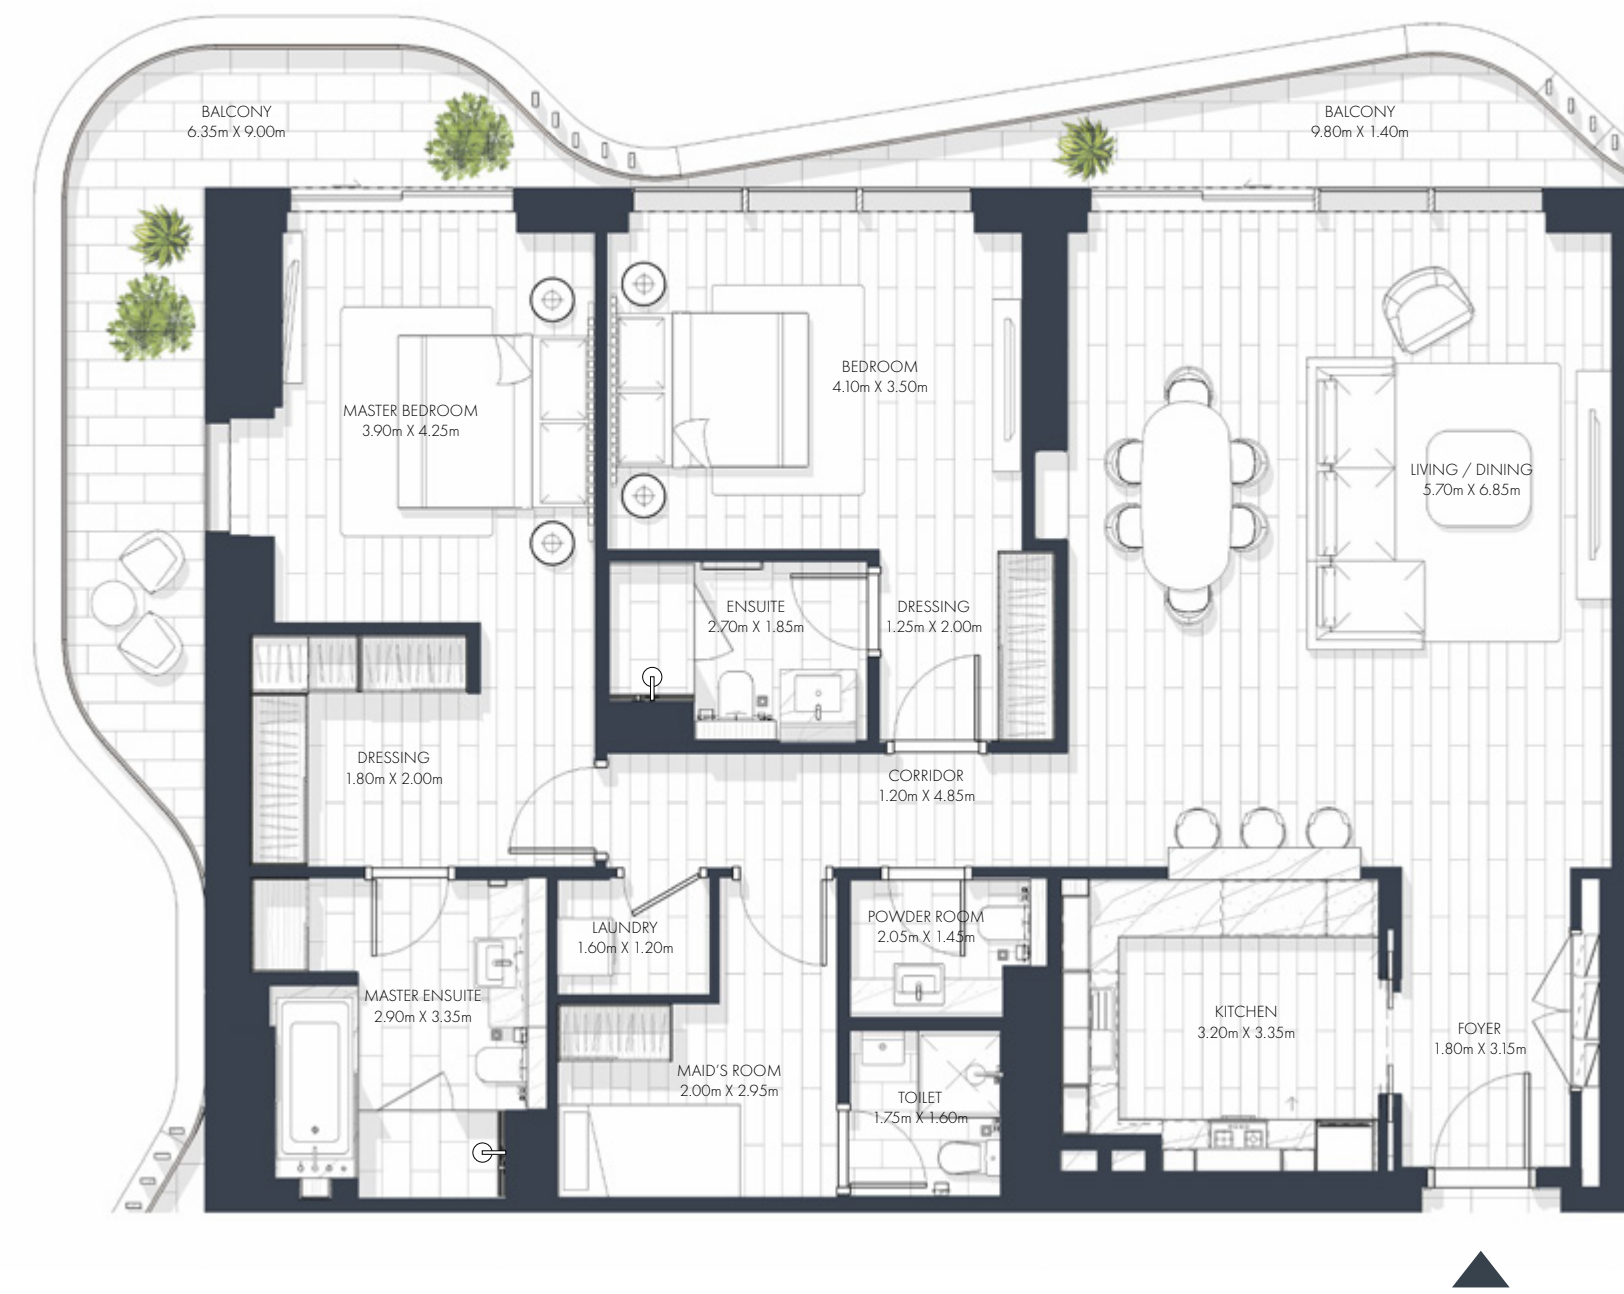 BALCONY
6.35m X 9.00m
BALCONY
9.80m X 1.40m
BEDROOM
4.10m X 3.50m
MASTER BEDROOM
3.90m X 4.25m
LIVING / DINING
5.70m X 6.85m
ENSUITE
2.70m X 1.85m
DRESSING
1.25m X 2.00m
DRESSING
1.80m X 2.00m
CORRIDOR
1.20m X 4.85m
POWDER ROOM
2.05m X 1.45m
LAUNDRY
1.60m X 1.20m
MASTER ENSUITE
2.90m X 3.35m
KITCHEN
3.20m X 3.35m
FOYER
1.80m X 3.15m
MAID'S ROOM
2.00m X 2.95m
TOILET
1.75m X 1.60m